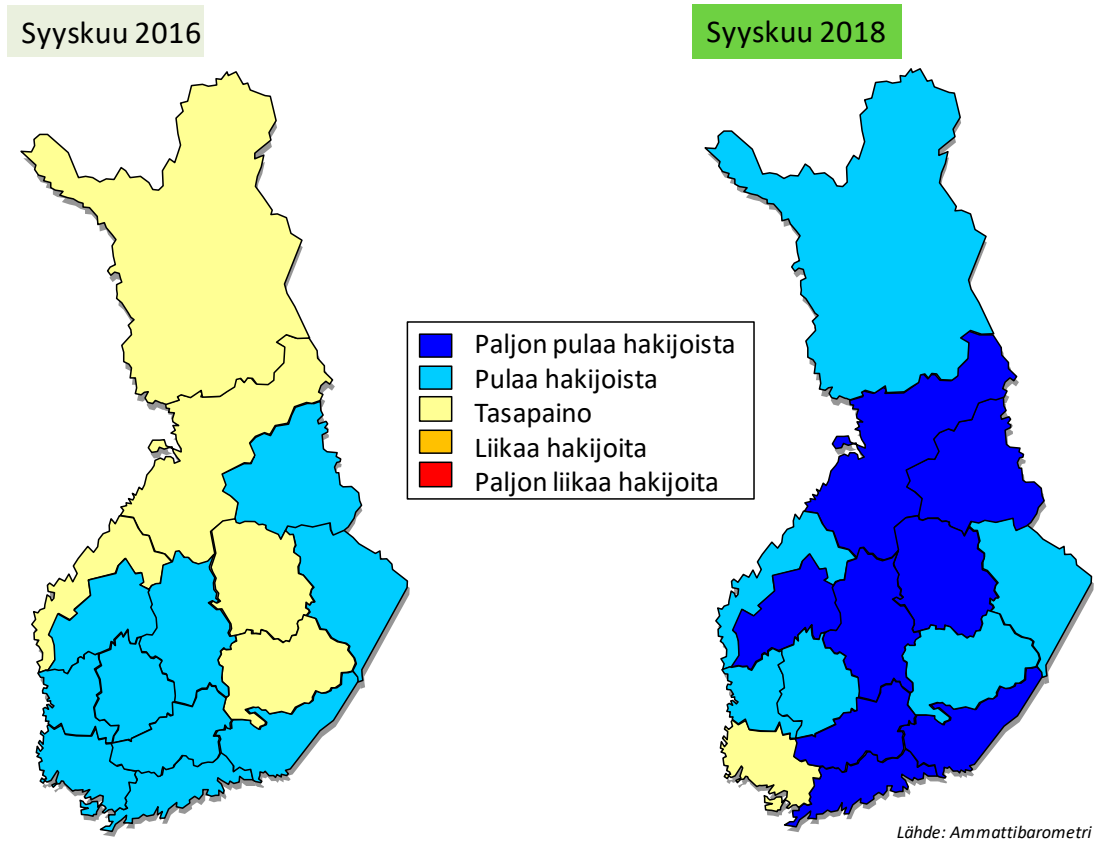 Syyskuu 2016
Syyskuu 2018
Paljon pulaa hakijoista
Pulaa hakijoista
Tasapaino
Liikaa hakijoita
Paljon liikaa hakijoita
Lähde: Ammattibarometri